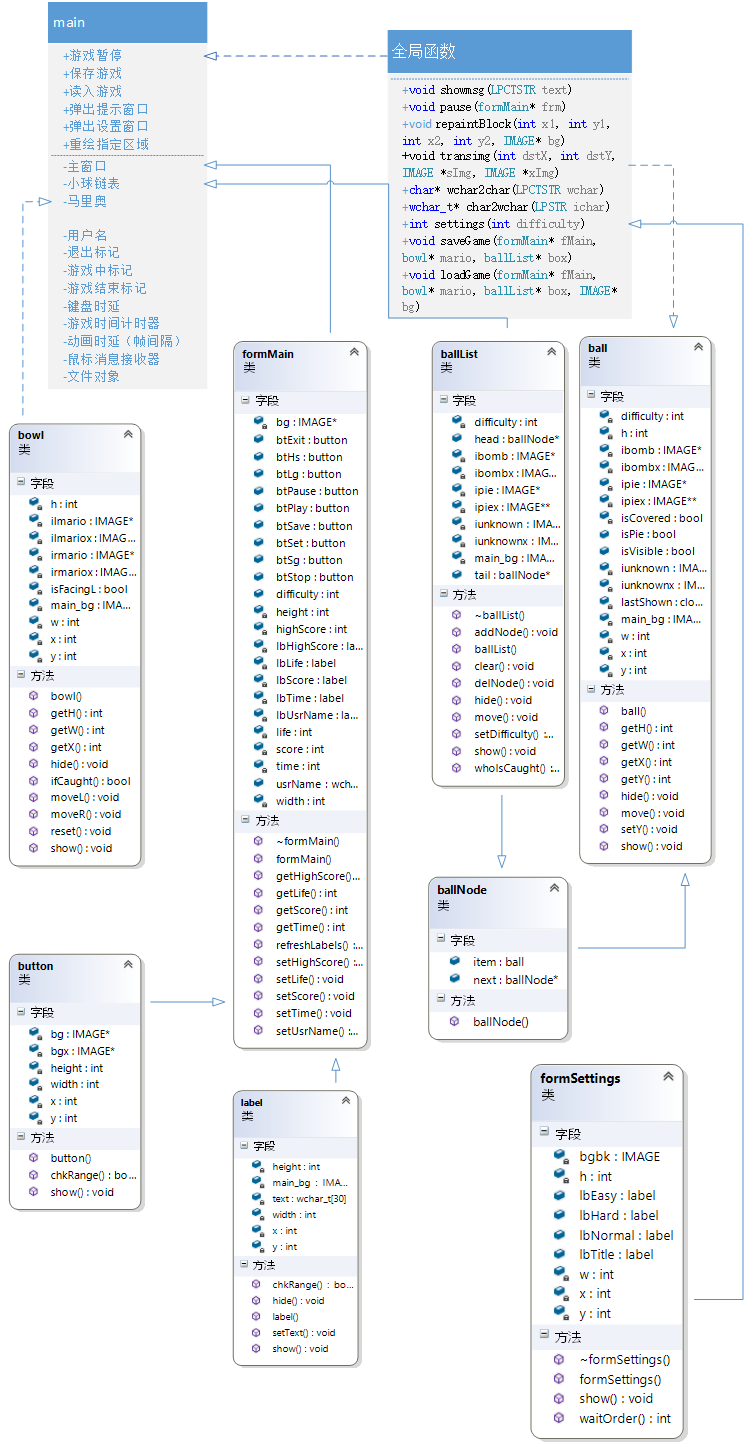 main
+游戏暂停
+保存游戏
+读入游戏
+弹出提示窗口
+弹出设置窗口
+重绘指定区域
-主窗口
-小球链表
-马里奥
-用户名
-退出标记
-游戏中标记
-游戏结束标记
-键盘时延
-游戏时间计时器
-动画时延（帧间隔）
-鼠标消息接收器
-文件对象
全局函数
+void showmsg(LPCTSTR text)
+void pause(formMain* frm)
+void repaintBlock(int x1, int y1,
int x2, int y2, IMAGE* bg)
+void transimg(int dstX, int dstY,
IMAGE *sImg, IMAGE *xImg)
+char* wchar2char(LPCTSTR wchar)
+wchar_t* char2wchar(LPSTR ichar)
+int settings(int difficulty)
+void saveGame(formMain* fMain,
bowl* mario, ballList* box)
+void loadGame(formMain* fMain,
bowl* mario, ballList* box, IMAGE*
bg)
bowl
类
字段
h : int
ilmario : IMAGE*
ilmariox : IMAG...
irmario : IMAGE*
irmariox : IMAG...
isFacingL : bool
main_bg : IMA...
w : int
x : int
y : int
方法
bowl()
getH() : int
getW() : int
getX() : int
hide() : void
ifCaught() : bool
moveL() : void
moveR() : void
reset() : void
show() : void
formMain
类
字段
bg : IMAGE*
btExit : button
btHs : button
btLg : button
btPause : button
btPlay : button
btSave : button
btSet : button
btSg : button
btStop : button
difficulty : int
height : int
highScore : int
lbHighScore : la...
lbLife : label
lbScore : label
lbTime : label
lbUsrName : la...
life : int
score : int
time : int
usrName : wch...
width : int
方法
~formMain()
formMain()
getHighScore()...
getLife() : int
getScore() : int
getTime() : int
refreshLabels() :...
setHighScore() :...
setLife() : void
setScore() : void
setTime() : void
setUsrName() :...
ballList
类
字段
difficulty : int
head : ballNode*
ibomb : IMAGE*
ibombx : IMAG...
ipie : IMAGE*
ipiex : IMAGE**
iunknown : IMA...
iunknownx : IM...
main_bg : IMA...
tail : ballNode*
方法
~ballList()
addNode() : void
ballList()
clear() : void
delNode() : void
hide() : void
move() : void
setDifficulty() :...
show() : void
whoIsCaught() :...
ball
类
字段
difficulty : int
h : int
ibomb : IMAGE*
ibombx : IMAG...
ipie : IMAGE*
ipiex : IMAGE**
isCovered : bool
isPie : bool
isVisible : bool
iunknown : IMA...
iunknownx : IM...
lastShown : clo...
main_bg : IMA...
w : int
x : int
y : int
方法
ball()
getH() : int
getW() : int
getX() : int
getY() : int
hide() : void
move() : void
setY() : void
show() : void
ballNode
类
字段
item : ball
next : ballNode*
方法
ballNode()
button
类
字段
bg : IMAGE*
bgx : IMAGE*
height : int
width : int
x : int
y : int
方法
button()
chkRange() : bo...
show() : void
label
类
字段
height : int
main_bg : IMA...
text : wchar_t[30]
width : int
x : int
y : int
方法
chkRange() : bo...
hide() : void
label()
setText() : void
show() : void
formSettings
类
字段
bgbk : IMAGE
h : int
lbEasy : label
lbHard : label
lbNormal : label
lbTitle : label
w : int
x : int
y : int
方法
~formSettings()
formSettings()
show() : void
waitOrder() : int